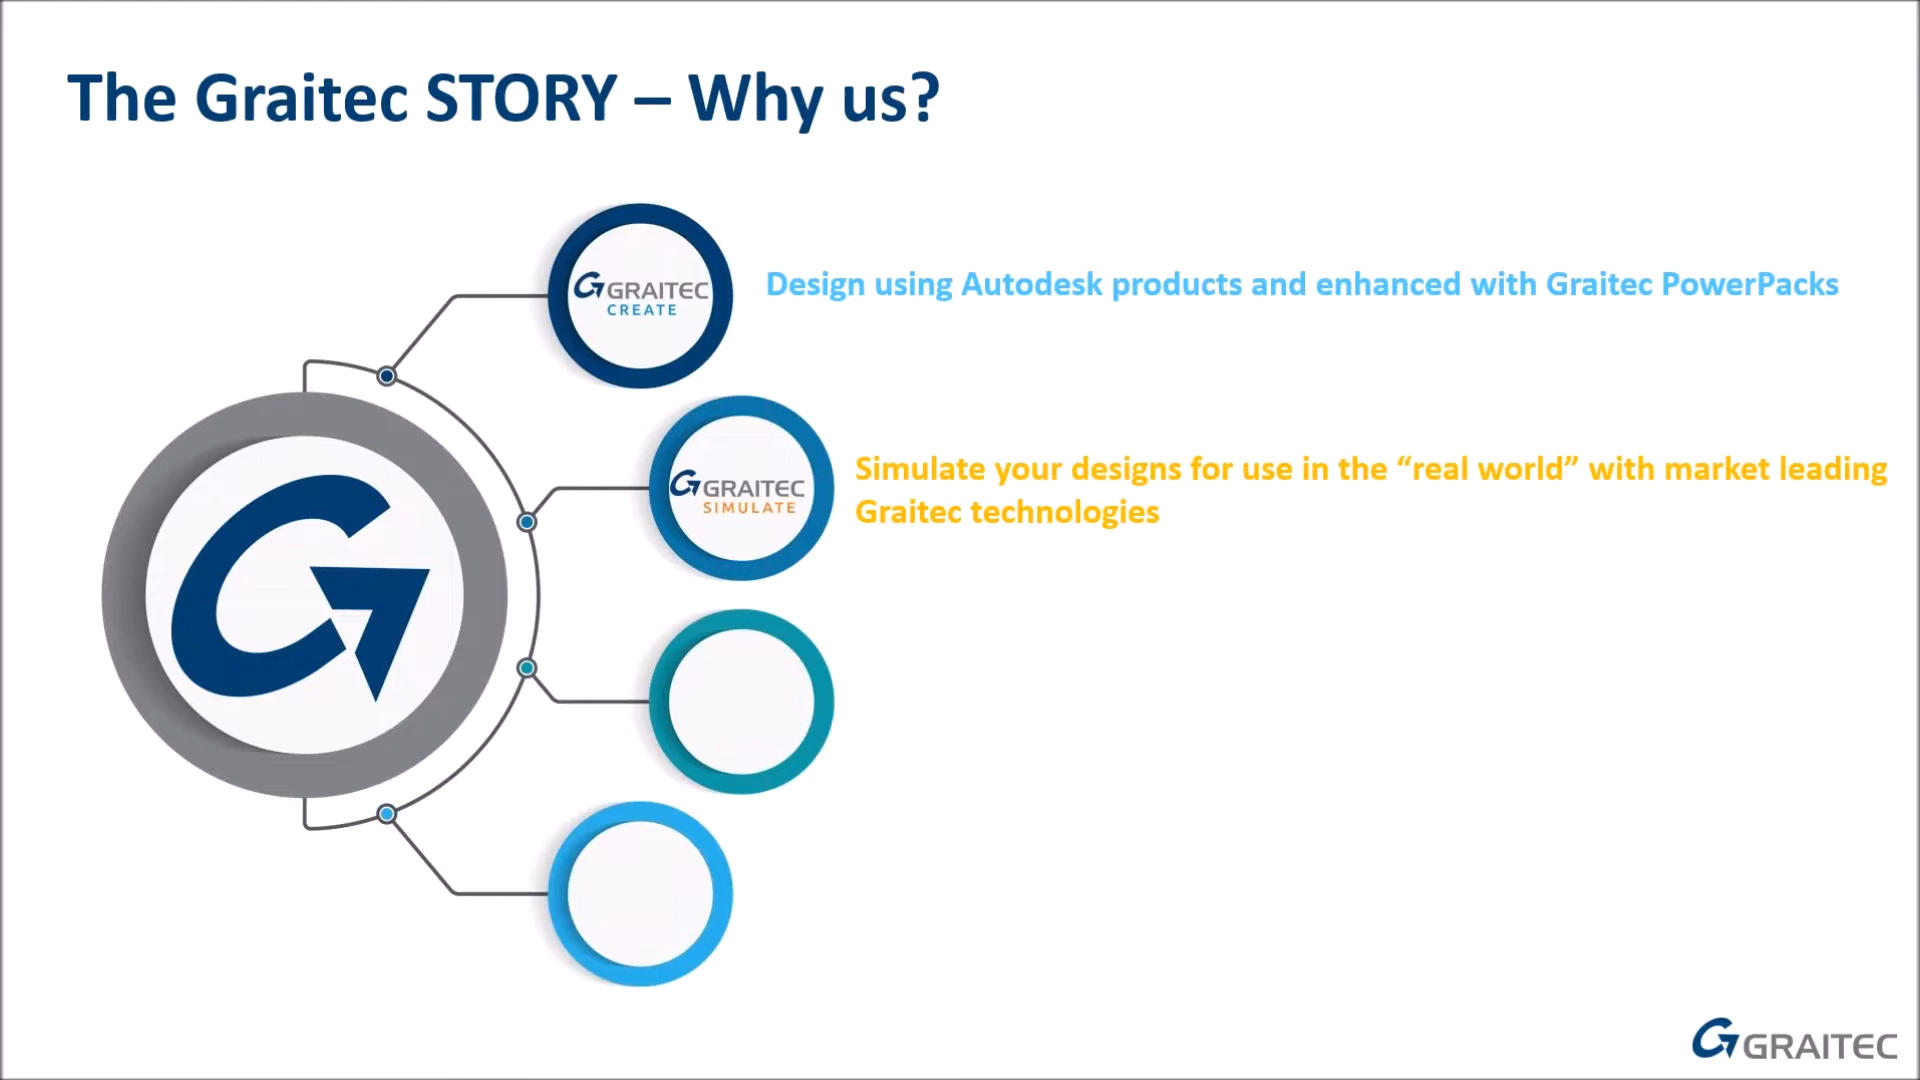 The Graitec STORY – Why us?
GRAITEC
CREATE
Design using Autodesk products and enhanced with Graitec PowerPacks
GRAITEC
SIMULATE
Simulate your designs for use in the “real world” with market leading
Graitec technologies
GRAITEC